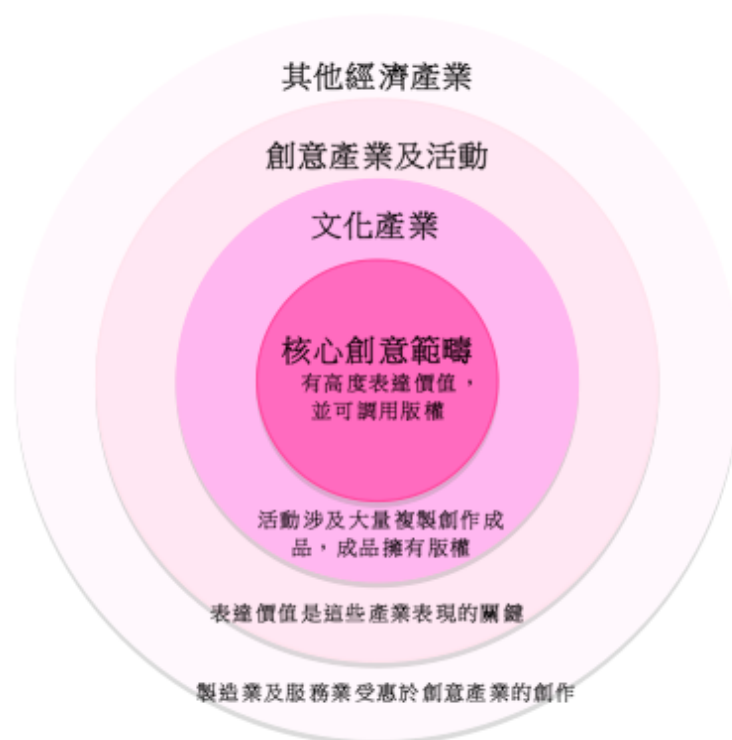 其他經濟產業
創意產業及活動
文化產業
核心創意範疇
有高度表達價值，
並可調用版權
活動涉及大量複製創作成
品，成品擁有版權
表達價值是這些產業表現的關鍵
製造業及服務業受惠於創意產業的創作